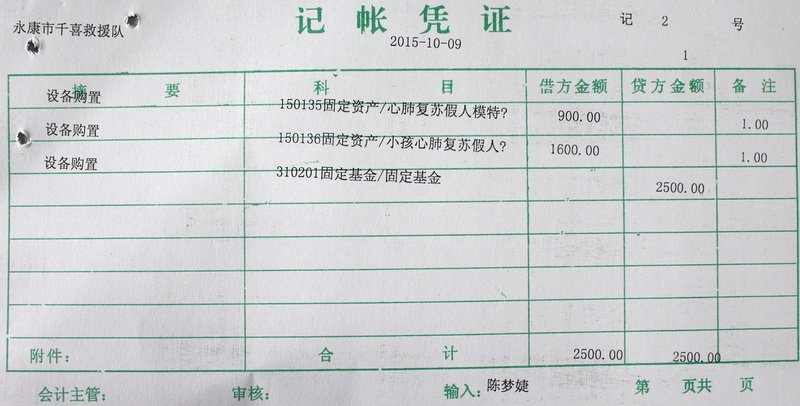 记帐凭证
永康市千喜救援队
2015-10-09
记 2 号
1
摘要 科目 借方金额 贷方金额 备注
设备购置 150135固定资产/心肺复苏假人模特? 900.00 1.00
设备购置 150136固定资产/小孩心肺复苏假人? 1600.00 1.00
设备购置 310201固定基金/固定基金 2500.00
附件: 合计 2500.00 2500.00
会计主管: 审核: 输入: 陈梦婕 第 页共 页